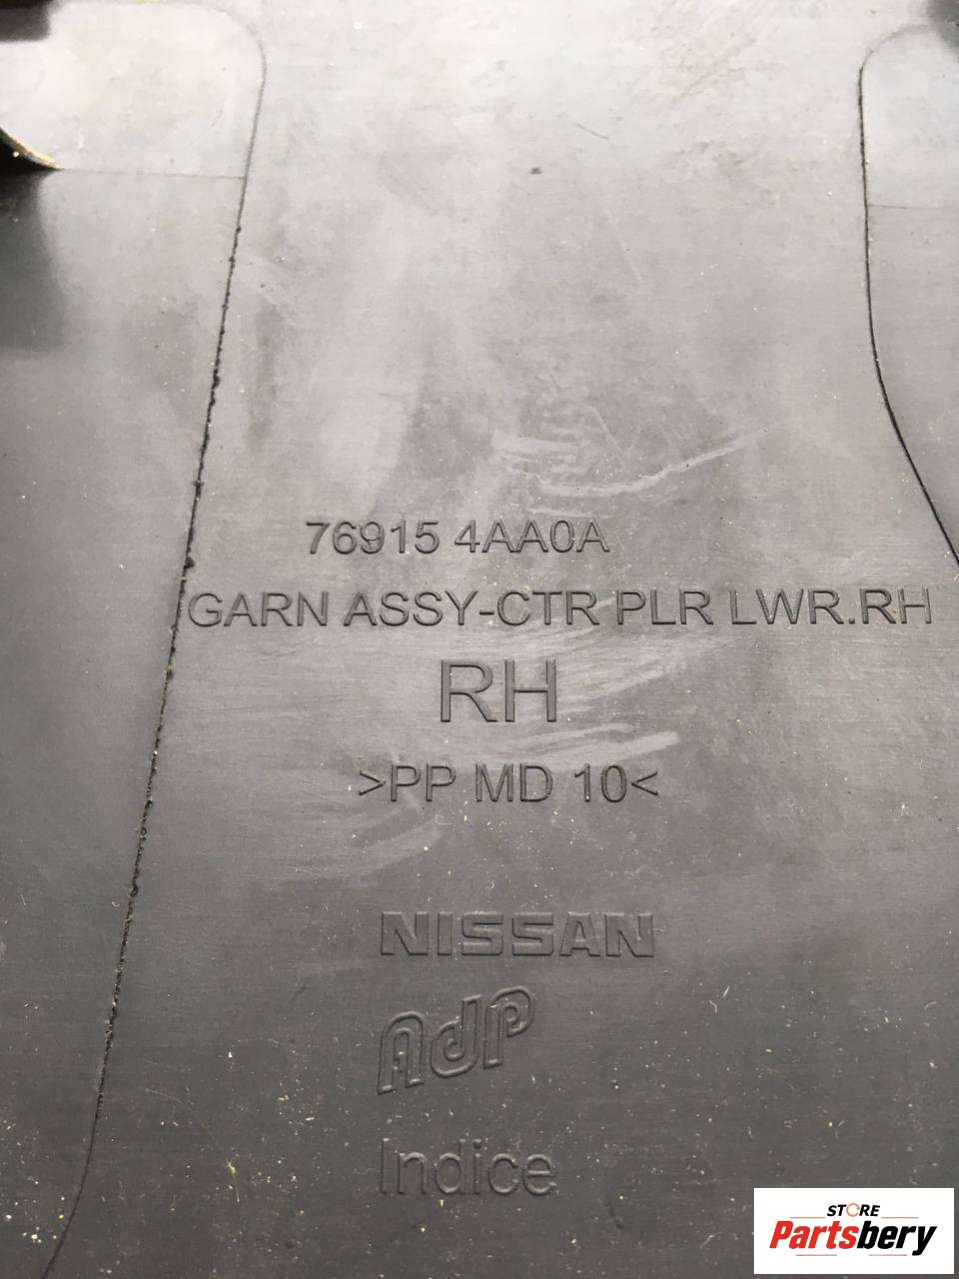 76915 4AA0A
GARN ASSY-CTR PLR LWR.RH
RH
>PP MD 10<
NISSAN
AdP
Indice
STORE
Partsbery